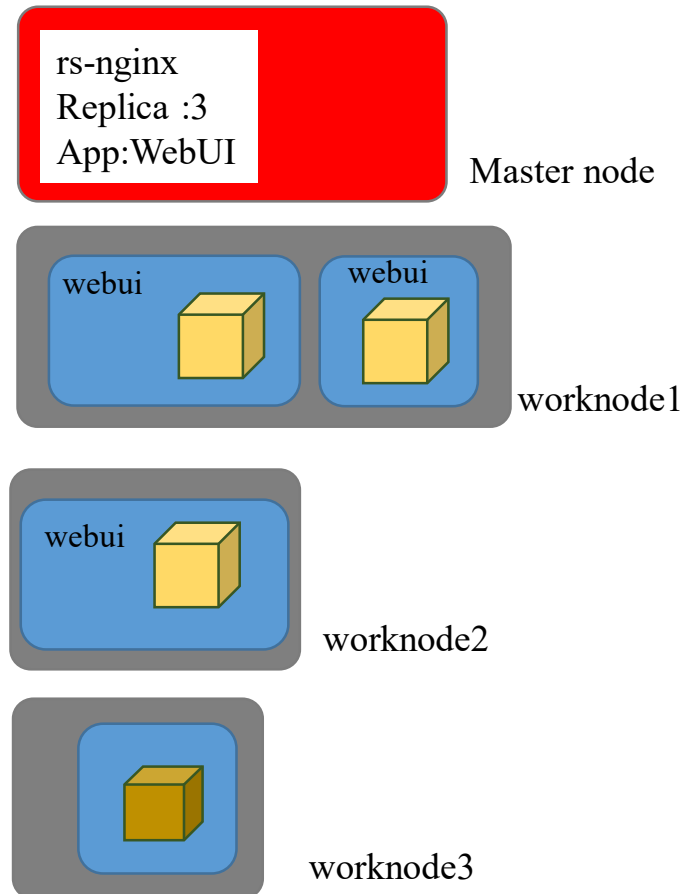 rs-nginx
Replica :3
App:WebUI
Master node
webui
webui
worknode1
webui
worknode2
worknode3